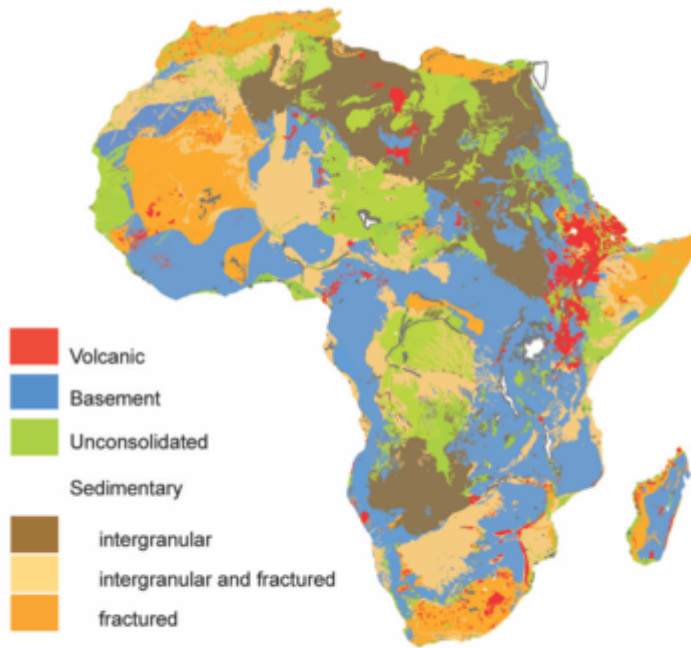 Volcanic
Basement
Unconsolidated
Sedimentary
intergranular
intergranular and fractured
fractured